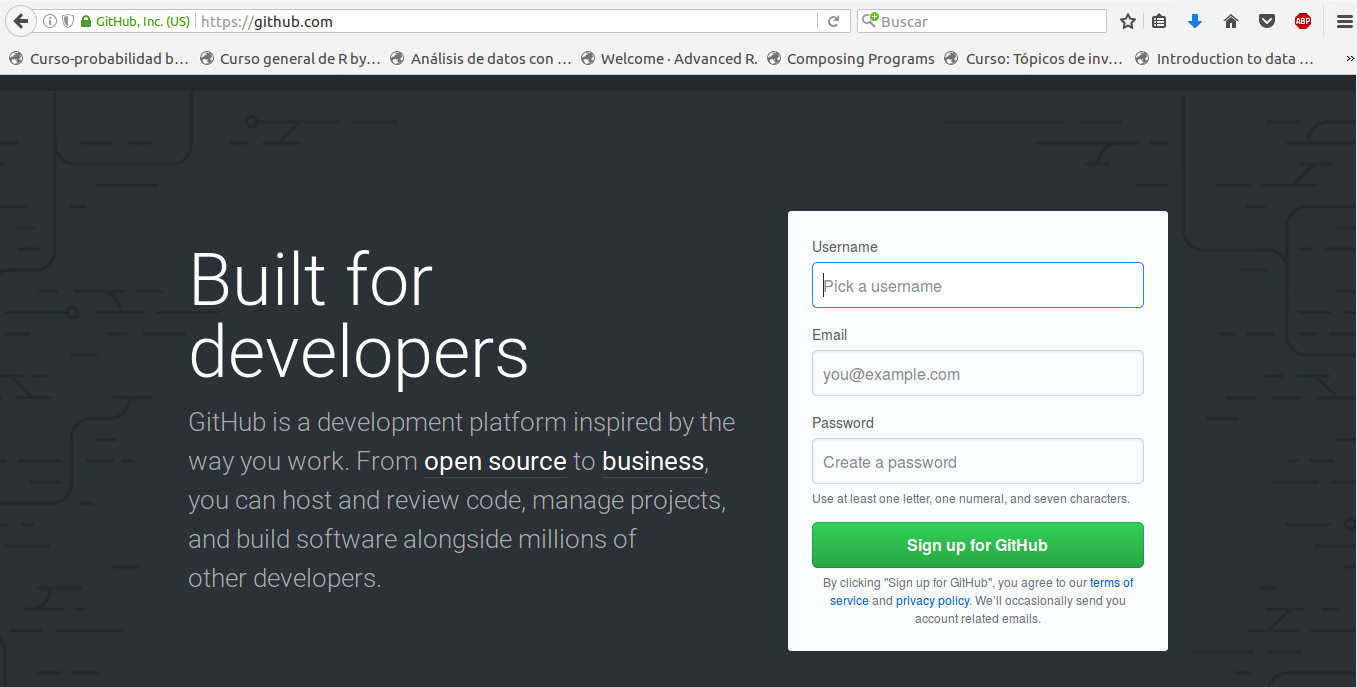 GitHub, Inc. (US) https://github.com Buscar ABP
Curso-probabilidad b... Curso general de R by... Análisis de datos con ... Welcome · Advanced R. Composing Programs Curso: Tópicos de inv... Introduction to data ... »
Built for
developers
GitHub is a development platform inspired by the
way you work. From open source to business,
you can host and review code, manage projects,
and build software alongside millions of
other developers.
Username
Pick a username
Email
you@example.com
Password
Create a password
Use at least one letter, one numeral, and seven characters.
Sign up for GitHub
By clicking "Sign up for GitHub", you agree to our terms of
service and privacy policy. We’ll occasionally send you
account related emails.